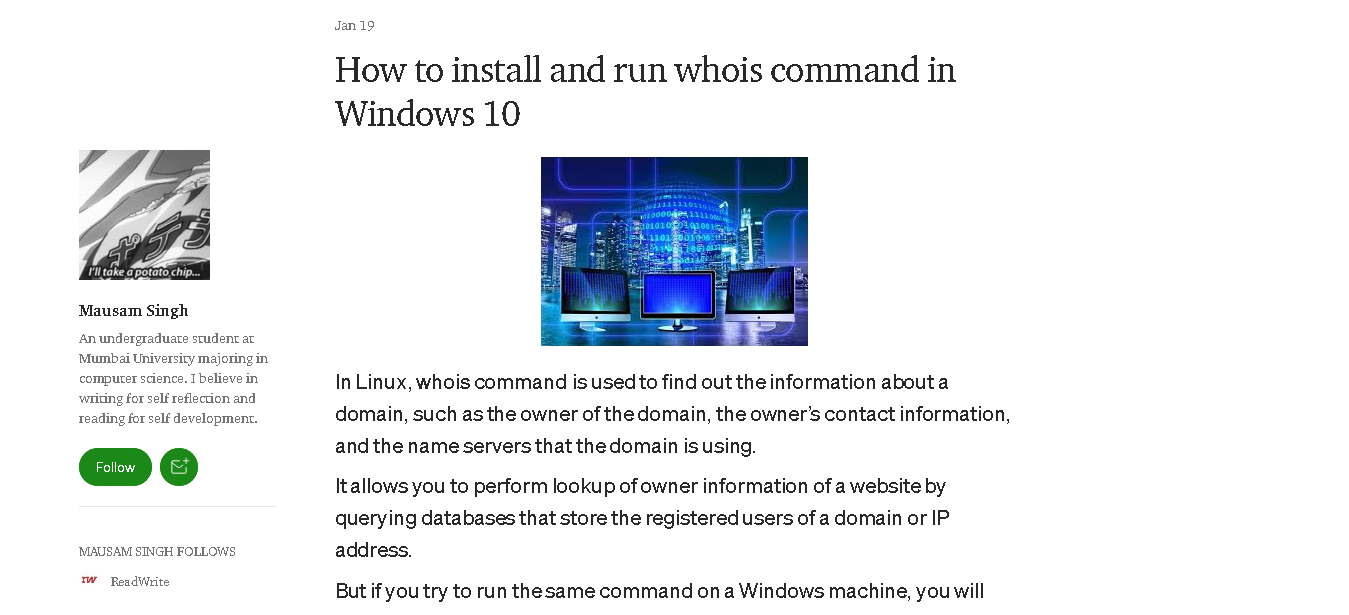 Jan 19
How to install and run whois command in
Windows 10
ポテチ
I'll take a potato chip...
Mausam Singh
An undergraduate student at
Mumbai University majoring in
computer science. I believe in
writing for self reflection and
reading for self development.
Follow
MAUSAM SINGH FOLLOWS
rw ReadWrite
In Linux, whois command is used to find out the information about a
domain, such as the owner of the domain, the owner’s contact information,
and the name servers that the domain is using.
It allows you to perform lookup of owner information of a website by
querying databases that store the registered users of a domain or IP
address.
But if you try to run the same command on a Windows machine, you will